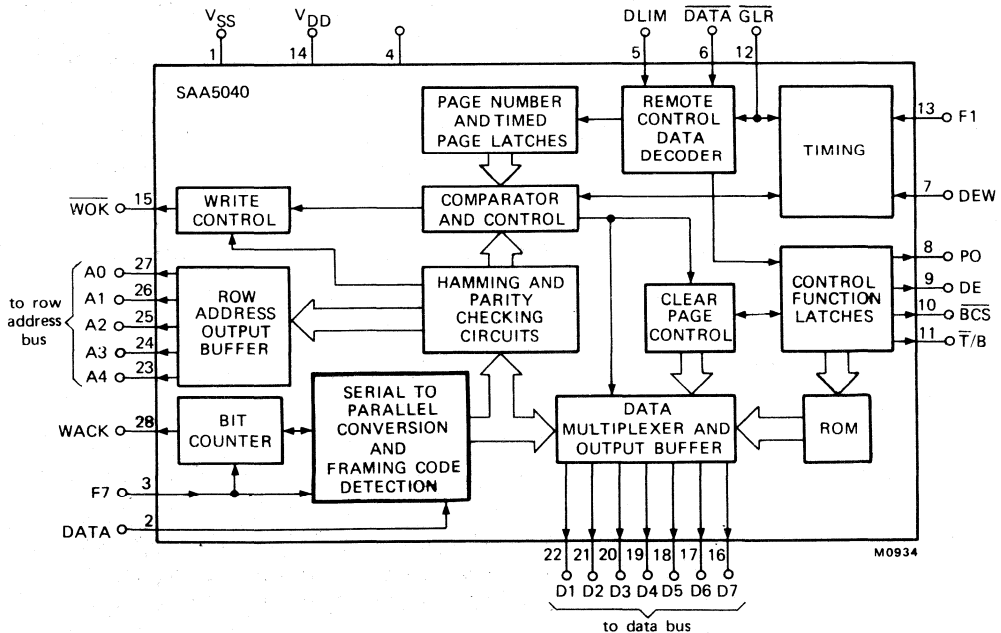 VSS
VDD
DLIM
DATA
GLR
1
14
4
5
6
12
SAA5040
PAGE NUMBER
AND TIMED
PAGE LATCHES
REMOTE
CONTROL
DATA
DECODER
TIMING
13
F1
7
DEW
WOK
15
WRITE
CONTROL
COMPARATOR
AND CONTROL
to row
address
bus
A0
27
A1
26
A2
25
A3
24
A4
23
ROW
ADDRESS
OUTPUT
BUFFER
HAMMING AND
PARITY
CHECKING
CIRCUITS
CLEAR
PAGE
CONTROL
CONTROL
FUNCTION
LATCHES
8
PO
9
DE
10
BCS
11
T/B
WACK
28
BIT
COUNTER
SERIAL TO
PARALLEL
CONVERSION
AND
FRAMING CODE
DETECTION
DATA
MULTIPLEXER AND
OUTPUT BUFFER
ROM
F7
3
DATA
2
M0934
22
21
20
19
18
17
16
D1
D2
D3
D4
D5
D6
D7
to data bus